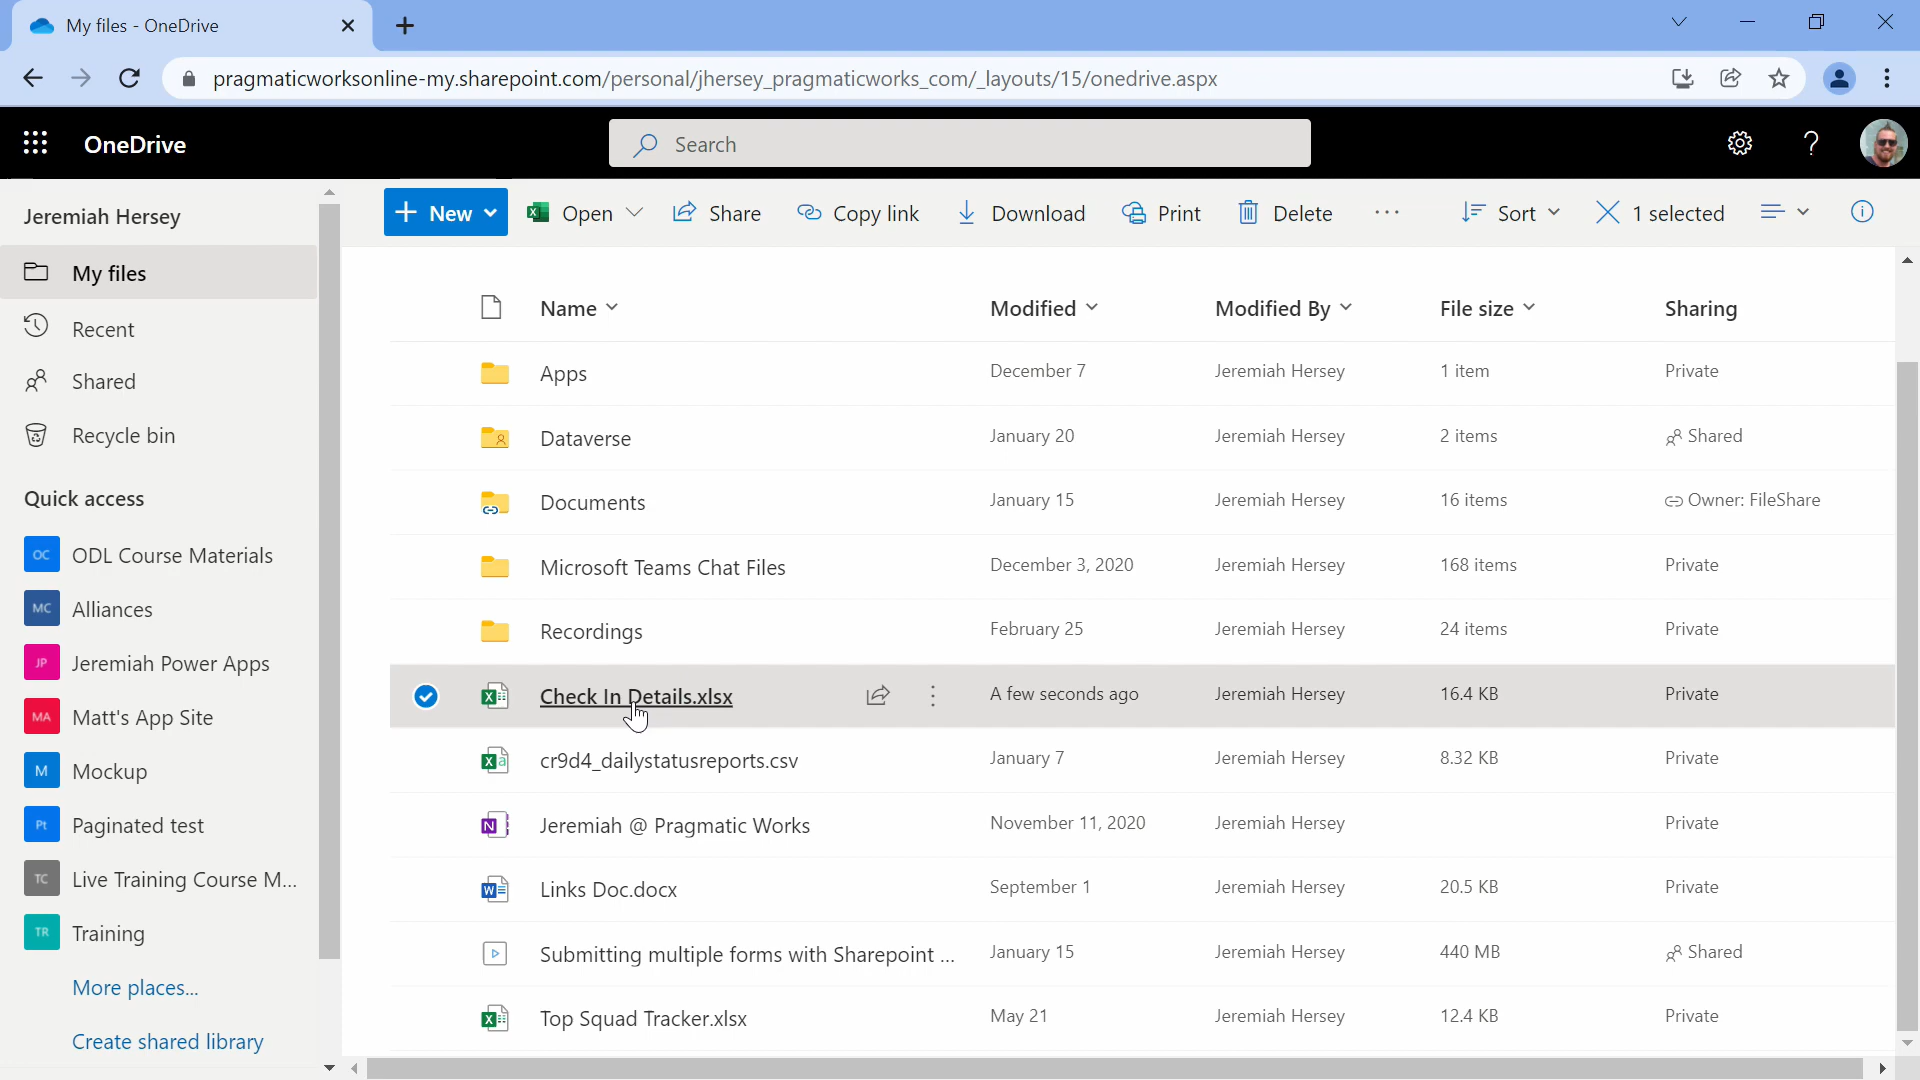 My files - OneDrive
pragmaticworksonline-my.sharepoint.com/personal/jhersey_pragmaticworks_com/_layouts/15/onedrive.aspx
OneDrive
Search
Jeremiah Hersey
New Open Share Copy link Download Print Delete ... Sort 1 selected
My files
Recent
Shared
Recycle bin
Quick access
OC ODL Course Materials
MC Alliances
JP Jeremiah Power Apps
MA Matt's App Site
M Mockup
Pt Paginated test
TC Live Training Course M...
TR Training
More places...
Create shared library
Name Modified Modified By File size Sharing
Apps December 7 Jeremiah Hersey 1 item Private
Dataverse January 20 Jeremiah Hersey 2 items Shared
Documents January 15 Jeremiah Hersey 16 items Owner: FileShare
Microsoft Teams Chat Files December 3, 2020 Jeremiah Hersey 168 items Private
Recordings February 25 Jeremiah Hersey 24 items Private
Check In Details.xlsx A few seconds ago Jeremiah Hersey 16.4 KB Private
cr9d4_dailystatusreports.csv January 7 Jeremiah Hersey 8.32 KB Private
Jeremiah @ Pragmatic Works November 11, 2020 Jeremiah Hersey Private
Links Doc.docx September 1 Jeremiah Hersey 20.5 KB Private
Submitting multiple forms with Sharepoint ... January 15 Jeremiah Hersey 440 MB Shared
Top Squad Tracker.xlsx May 21 Jeremiah Hersey 12.4 KB Private